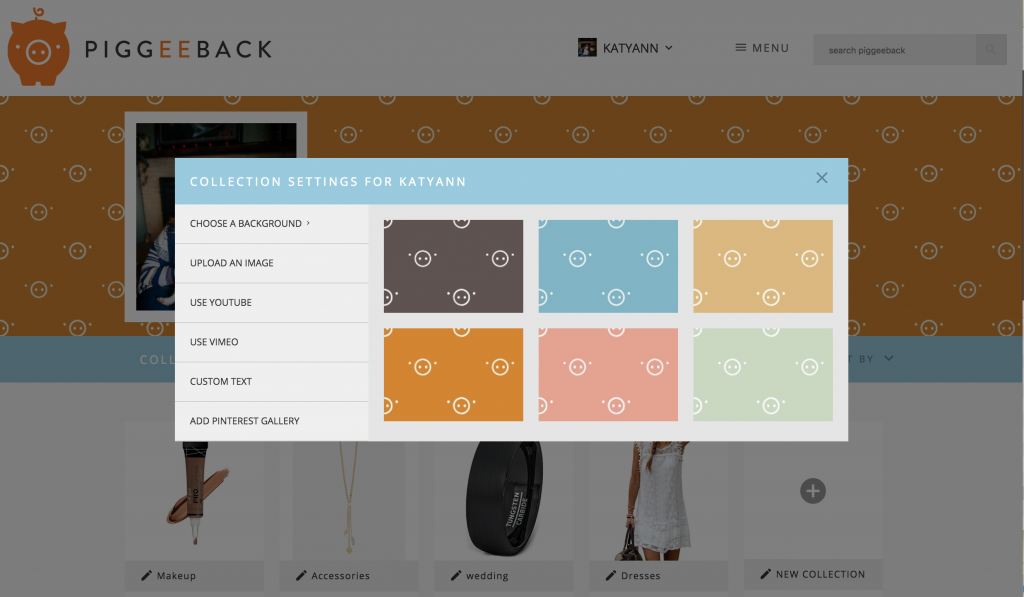 PIGGEEBACK
KATYANN
MENU
search piggeeback
COLLECTION SETTINGS FOR KATYANN
CHOOSE A BACKGROUND ›
UPLOAD AN IMAGE
USE YOUTUBE
USE VIMEO
CUSTOM TEXT
ADD PINTEREST GALLERY
COLL
T BY
TUNGSTEN
CARBIDE
Makeup
Accessories
wedding
Dresses
NEW COLLECTION